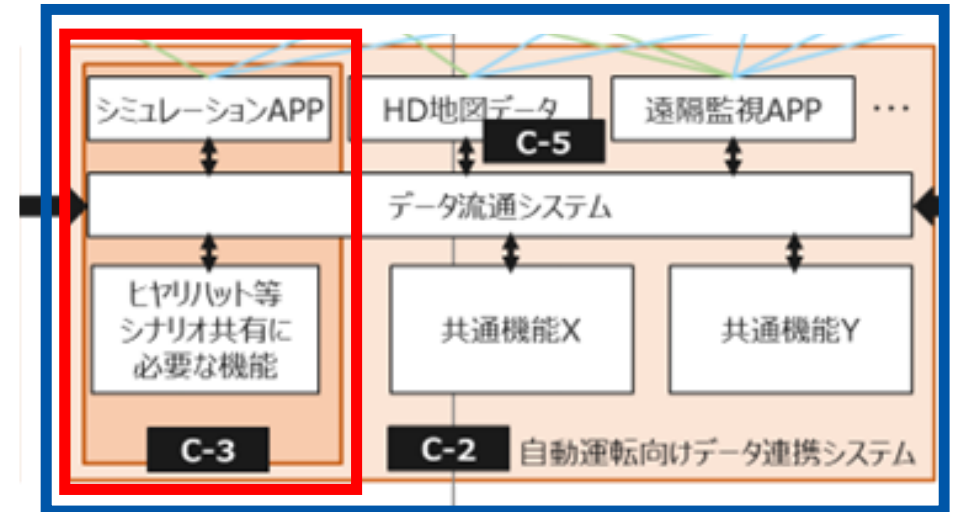 シミュレーションAPP
HD地図データ
遠隔監視APP
･･･
C-5
データ流通システム
ヒヤリハット等
シナリオ共有に
必要な機能
共通機能X
共通機能Y
C-3
C-2
自動運転向けデータ連携システム